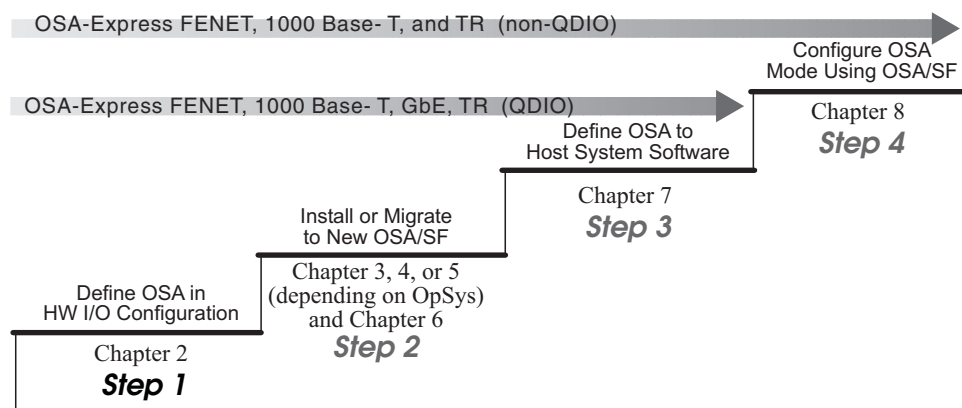 OSA-Express FENET, 1000 Base- T, and TR (non-QDIO)
Configure OSA
Mode Using OSA/SF
OSA-Express FENET, 1000 Base- T, GbE, TR (QDIO)
Chapter 8
Step 4
Define OSA to
Host System Software
Chapter 7
Step 3
Install or Migrate
to New OSA/SF
Chapter 3, 4, or 5
(depending on OpSys)
and Chapter 6
Step 2
Define OSA in
HW I/O Configuration
Chapter 2
Step 1